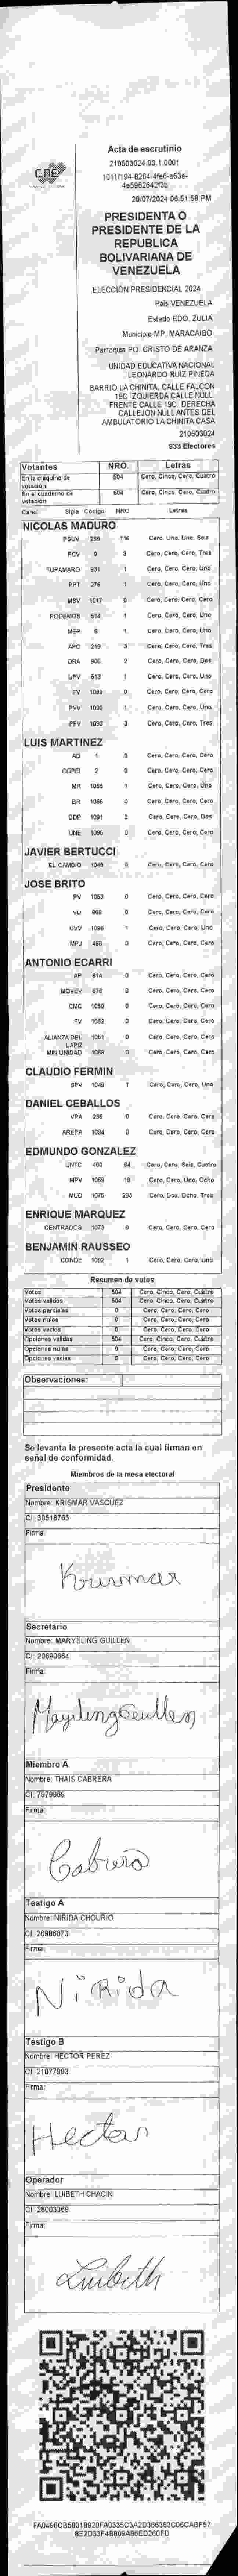 Acta de escrutinio
210503024.03.1.0001
28/07/2024 06:51:58 PM
CNE
PRESIDENTA O
PRESIDENTE DE LA
REPUBLICA
BOLIVARIANA DE
VENEZUELA
ELECCIÓN PRESIDENCIAL 2024
País VENEZUELA
Estado EDO. ZULIA
Municipio MP. MARACAIBO
Parroquia PQ. CRISTO DE ARANZA
UNIDAD EDUCATIVA NACIONAL
LEONARDO RUIZ PINEDA
BARRIO LA CHINITA. CALLE FALCON
19C IZQUIERDA CALLE NULL.
FRENTE CALLE 19C. DERECHA
CALLEJON NULL ANTES DEL
AMBULATORIO LA CHINITA CASA
210503024
933 Electores
Votantes NRO. Letras
En la máquina de votación 504 Cero, Cinco, Cero, Cuatro
En el cuaderno de votación 504 Cero, Cinco, Cero, Cuatro
Cand Sigla Código NRO Letras
NICOLAS MADURO
PSUV 116 Cero, Uno, Uno, Seis
PCV 9 3 Cero, Cero, Cero, Tres
TUPAMARO 931 1 Cero, Cero, Cero, Uno
PPT 276 1 Cero, Cero, Cero, Uno
MSV 1017 0 Cero, Cero, Cero, Cero
PODEMOS 514 1 Cero, Cero, Cero, Uno
MEP 6 1 Cero, Cero, Cero, Uno
APC 219 3 Cero, Cero, Cero, Tres
ORA 906 2 Cero, Cero, Cero, Dos
UPV 513 1 Cero, Cero, Cero, Uno
EV 1089 0 Cero, Cero, Cero, Cero
PVV 1090 1 Cero, Cero, Cero, Uno
PFV 1093 3 Cero, Cero, Cero, Tres
LUIS MARTINEZ
AD 1 0 Cero, Cero, Cero, Cero
COPEI 2 0 Cero, Cero, Cero, Cero
MR 1065 1 Cero, Cero, Cero, Uno
BR 1066 0 Cero, Cero, Cero, Cero
DDP 1091 2 Cero, Cero, Cero, Dos
UNE 1095 0 Cero, Cero, Cero, Cero
JAVIER BERTUCCI
EL CAMBIO 1048 0 Cero, Cero, Cero, Cero
JOSE BRITO
PV 1053 0 Cero, Cero, Cero, Cero
VU 968 0 Cero, Cero, Cero, Cero
UVV 1096 1 Cero, Cero, Cero, Uno
MPJ 450 0 Cero, Cero, Cero, Cero
ANTONIO ECARRI
AP 814 0 Cero, Cero, Cero, Cero
MOVEV 876 0 Cero, Cero, Cero, Cero
CMC 1050 0 Cero, Cero, Cero, Cero
FV 1062 0 Cero, Cero, Cero, Cero
ALIANZA DEL LAPIZ 1051 0 Cero, Cero, Cero, Cero
MIN UNIDAD 1069 0 Cero, Cero, Cero, Cero
CLAUDIO FERMIN
SPV 1049 1 Cero, Cero, Cero, Uno
DANIEL CEBALLOS
VPA 236 0 Cero, Cero, Cero, Cero
AREPA 1094 0 Cero, Cero, Cero, Cero
EDMUNDO GONZALEZ
UNTC 400 64 Cero, Cero, Seis, Cuatro
MPV 1069 18 Cero, Cero, Uno, Ocho
MUD 1075 283 Cero, Dos, Ocho, Tres
ENRIQUE MARQUEZ
CENTRADOS 1073 0 Cero, Cero, Cero, Cero
BENJAMIN RAUSSEO
CONDE 1092 1 Cero, Cero, Cero, Uno
Resumen de votos
Votos 504 Cero, Cinco, Cero, Cuatro
Votos validos 504 Cero, Cinco, Cero, Cuatro
Votos parciales 0 Cero, Cero, Cero, Cero
Votos nulos 0 Cero, Cero, Cero, Cero
Votos vacios 0 Cero, Cero, Cero, Cero
Opciones validas 504 Cero, Cinco, Cero, Cuatro
Opciones nulas 0 Cero, Cero, Cero, Cero
Opciones vacias 0 Cero, Cero, Cero, Cero
Observaciones:
Se levanta la presente acta la cual firman en
señal de conformidad.
Miembros de la mesa electoral
Presidente
Nombre: KRISMAR VASQUEZ
CI: 30518765
Firma:
Krismar
Secretario
Nombre: MARYELING GUILLEN
CI: 20690664
Firma:
Mayeling Guillen
Miembro A
Nombre: THAIS CABRERA
CI: 7979989
Firma:
Cabrera
Testigo A
Nombre: NIRIDA CHOURIO
CI: 20986073
Firma:
Nirida
Testigo B
Nombre: HECTOR PEREZ
CI: 21077993
Firma:
Hector
Operador
Nombre: LUIBETH CHACIN
CI: 28003369
Firma:
Luibeth